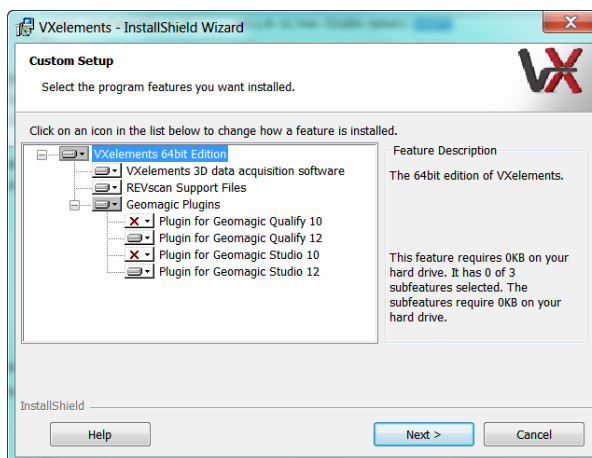 VXelements - InstallShield Wizard
Custom Setup
Select the program features you want installed.
VX
Click on an icon in the list below to change how a feature is installed.
VXelements 64bit Edition
VXelements 3D data acquisition software
REVscan Support Files
Geomagic Plugins
Plugin for Geomagic Qualify 10
Plugin for Geomagic Qualify 12
Plugin for Geomagic Studio 10
Plugin for Geomagic Studio 12
Feature Description
The 64bit edition of VXelements.
This feature requires 0KB on your
hard drive. It has 0 of 3
subfeatures selected. The
subfeatures require 0KB on your
hard drive.
InstallShield
Help
Next >
Cancel